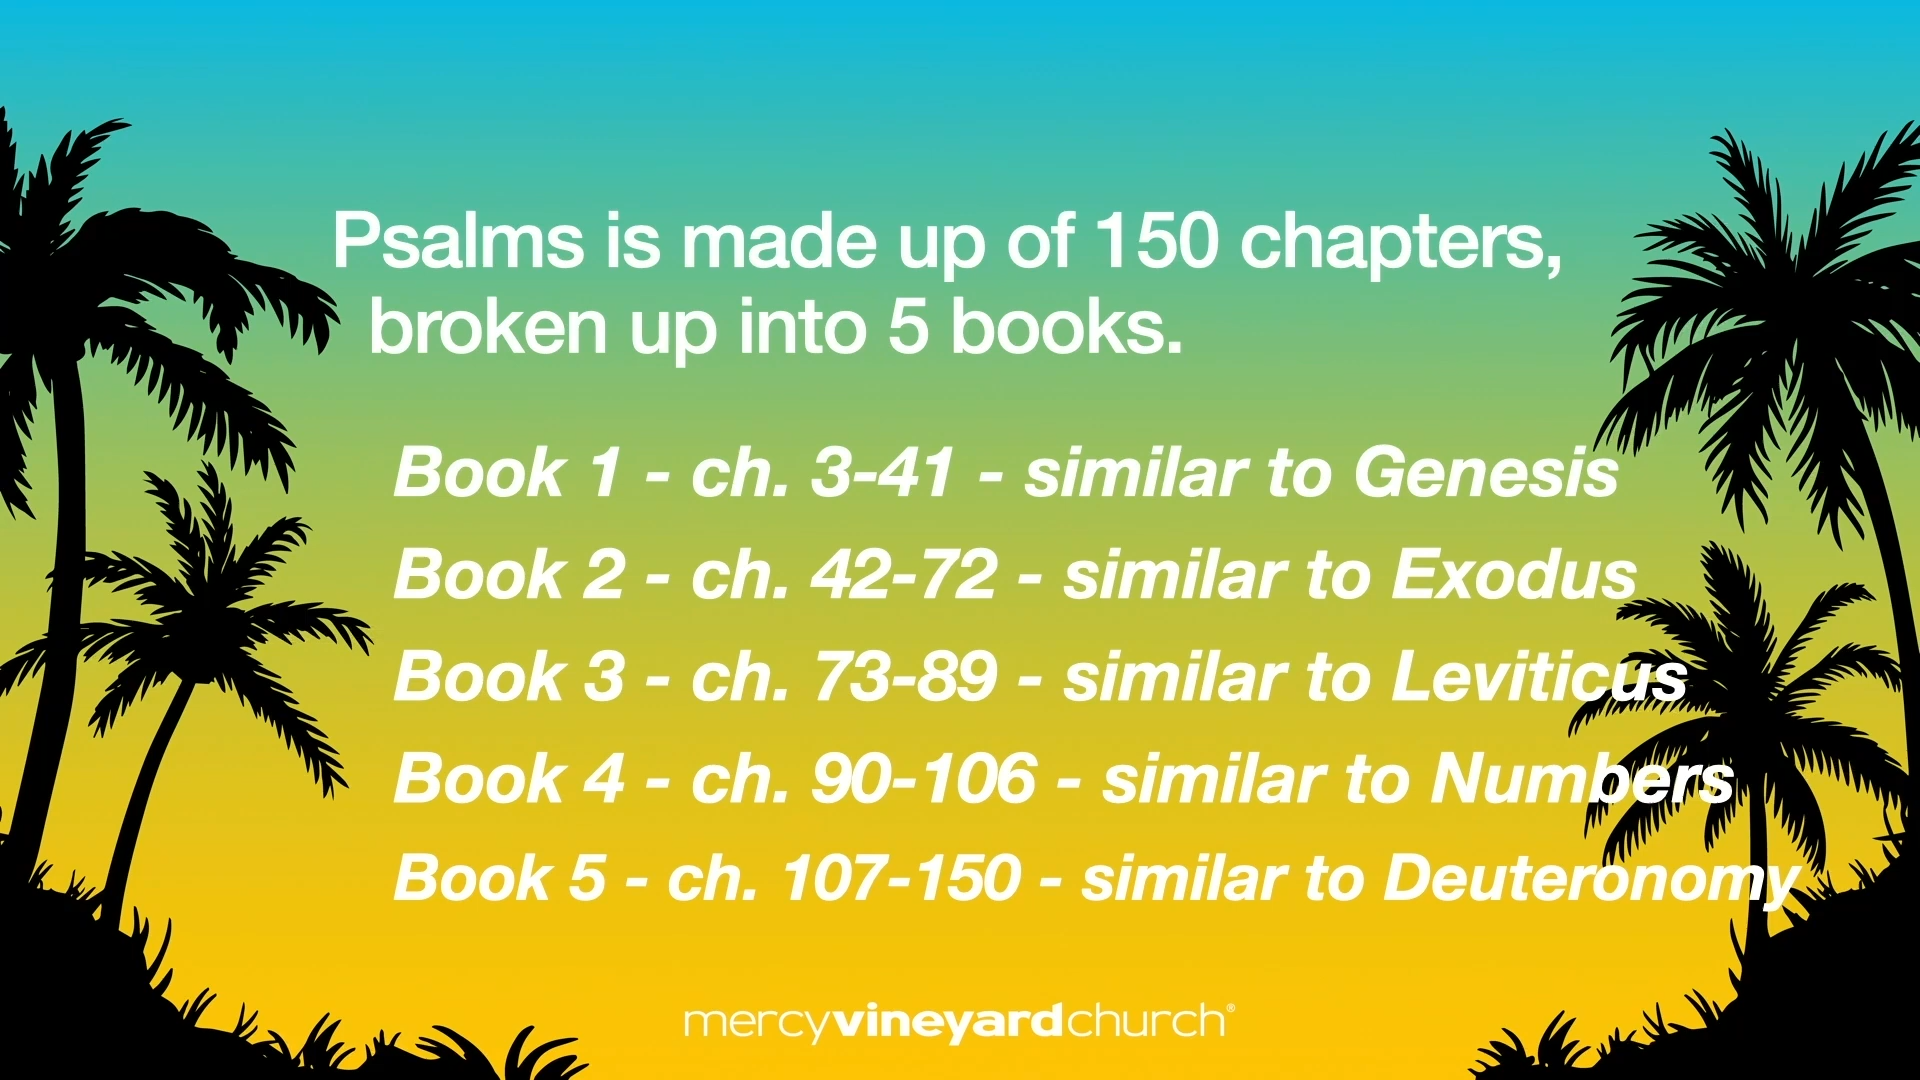 Psalms is made up of 150 chapters,
broken up into 5 books.
Book 1 - ch. 3-41 - similar to Genesis
Book 2 - ch. 42-72 - similar to Exodus
Book 3 - ch. 73-89 - similar to Leviticus
Book 4 - ch. 90-106 - similar to Numbers
Book 5 - ch. 107-150 - similar to Deuteronomy
mercyvineyardchurch®